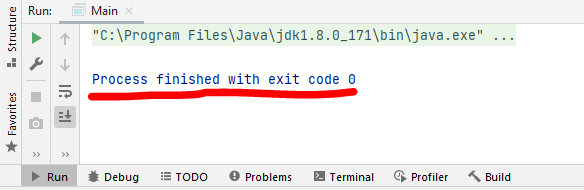 Run: Main ×
"C:\Program Files\Java\jdk1.8.0_171\bin\java.exe" ...
Process finished with exit code 0
Structure
Favorites
>> >>
Run Debug TODO Problems Terminal Profiler Build